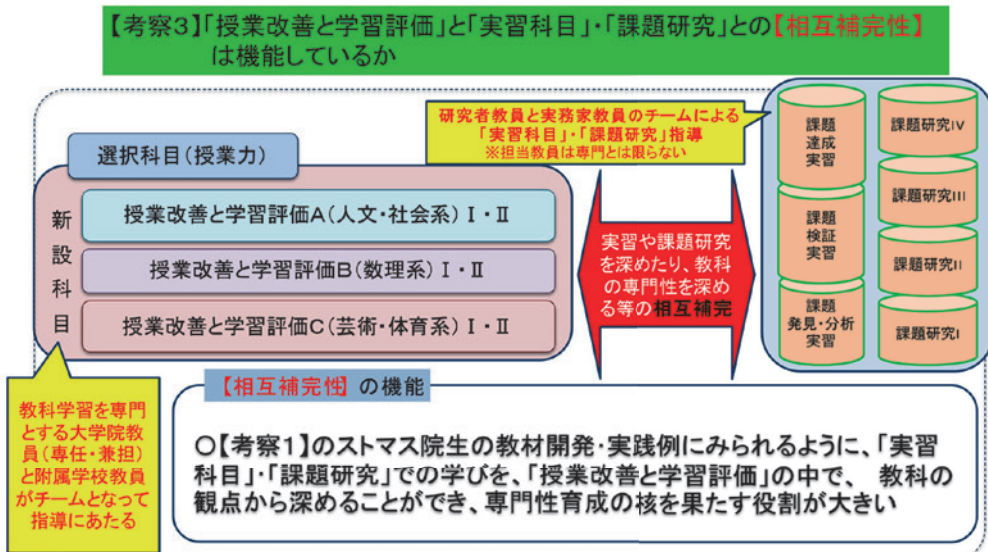 【考察3】「授業改善と学習評価」と「実習科目」・「課題研究」との【相互補完性】
は機能しているか
研究者教員と実務家教員のチームによる
「実習科目」・「課題研究」指導
※担当教員は専門とは限らない
選択科目(授業力)
新設科目
授業改善と学習評価A(人文・社会系)Ⅰ・Ⅱ
授業改善と学習評価B(数理系)Ⅰ・Ⅱ
授業改善と学習評価C(芸術・体育系)Ⅰ・Ⅱ
実習や課題研究
を深めたり、教科
の専門性を深め
る等の相互補完
課題
達成
実習
課題
検証
実習
課題
発見・分析
実習
課題研究Ⅳ
課題研究Ⅲ
課題研究Ⅱ
課題研究Ⅰ
教科学習を専門
とする大学院教
員(専任・兼担)
と附属学校教員
がチームとなって
指導にあたる
【相互補完性】の機能
〇【考察1】のストマス院生の教材開発・実践例にみられるように、「実習
科目」・「課題研究」での学びを、「授業改善と学習評価」の中で、 教科の
観点から深めることができ、専門性育成の核を果たす役割が大きい